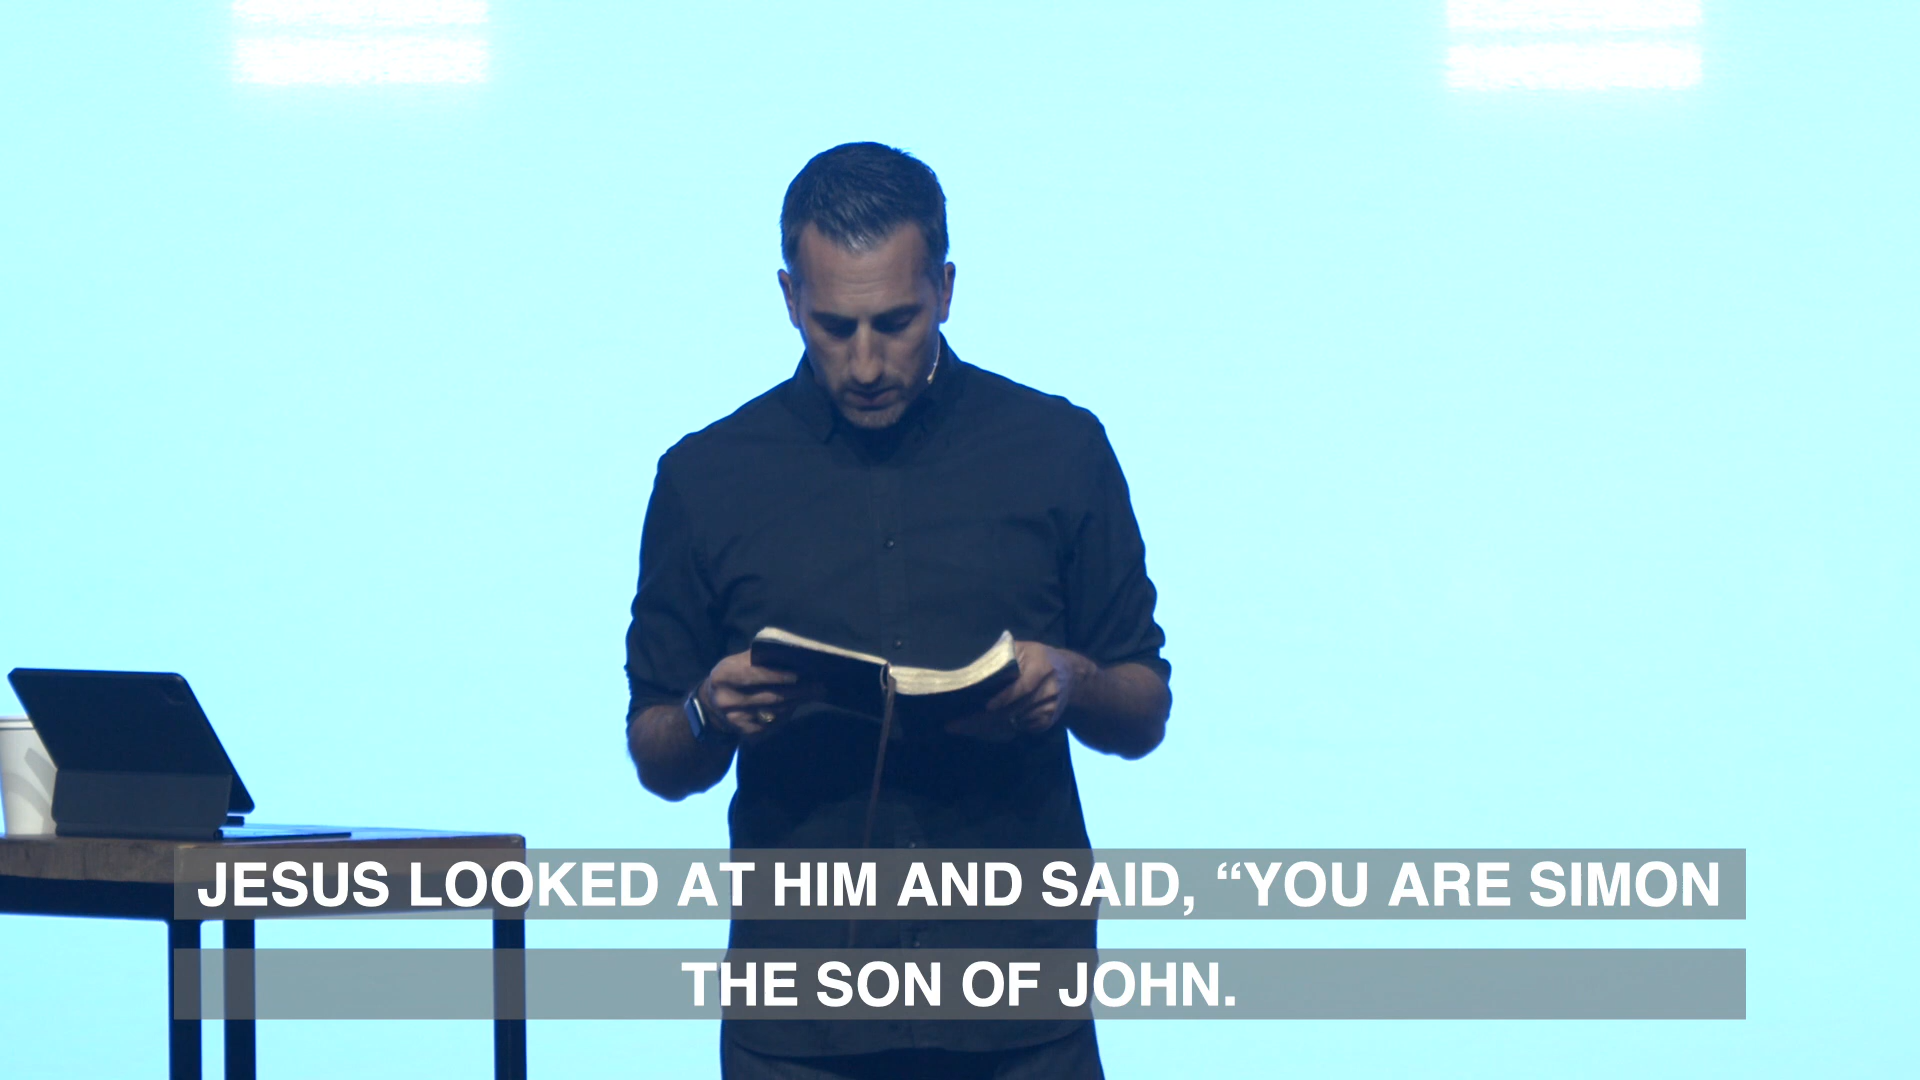 JESUS LOOKED AT HIM AND SAID, “YOU ARE SIMON
THE SON OF JOHN.